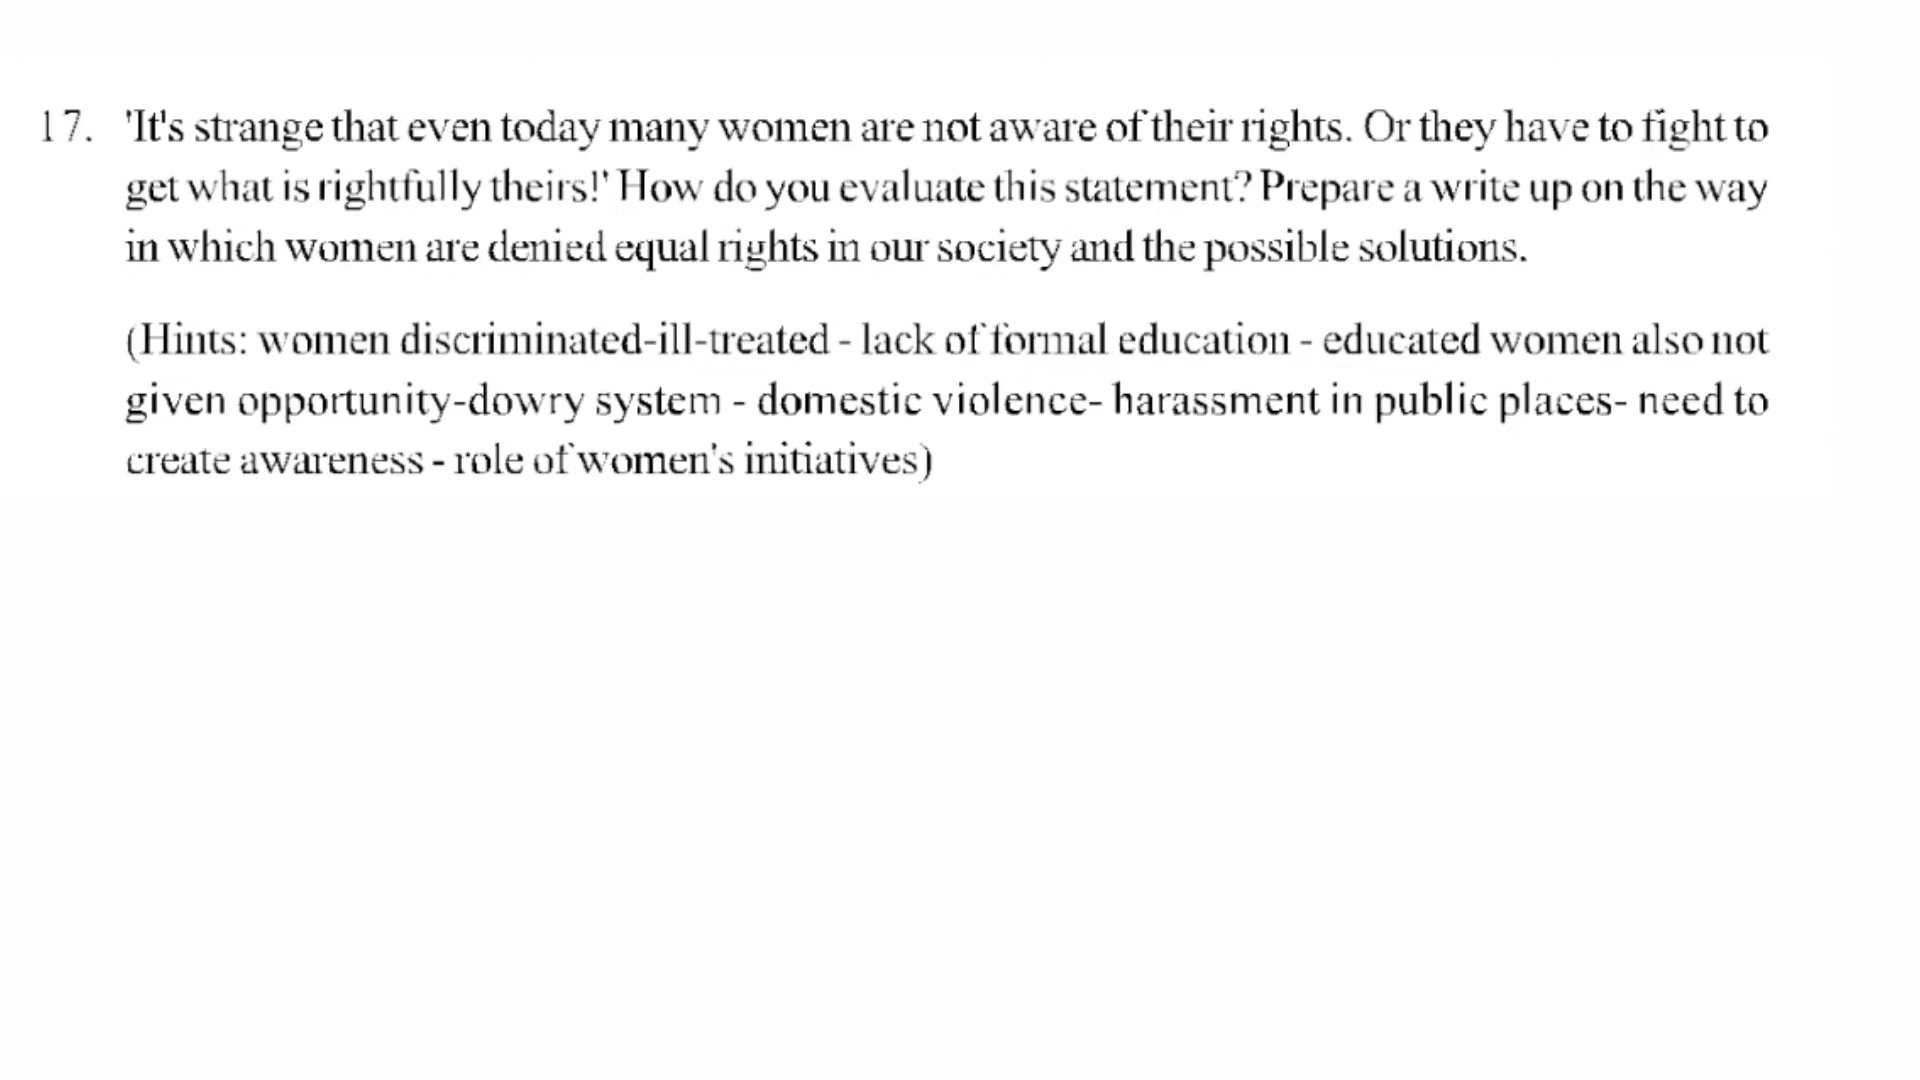 17. 'It's strange that even today many women are not aware of their rights. Or they have to fight to
get what is rightfully theirs!' How do you evaluate this statement? Prepare a write up on the way
in which women are denied equal rights in our society and the possible solutions.
(Hints: women discriminated-ill-treated - lack of formal education - educated women also not
given opportunity-dowry system - domestic violence- harassment in public places- need to
create awareness - role of women's initiatives)